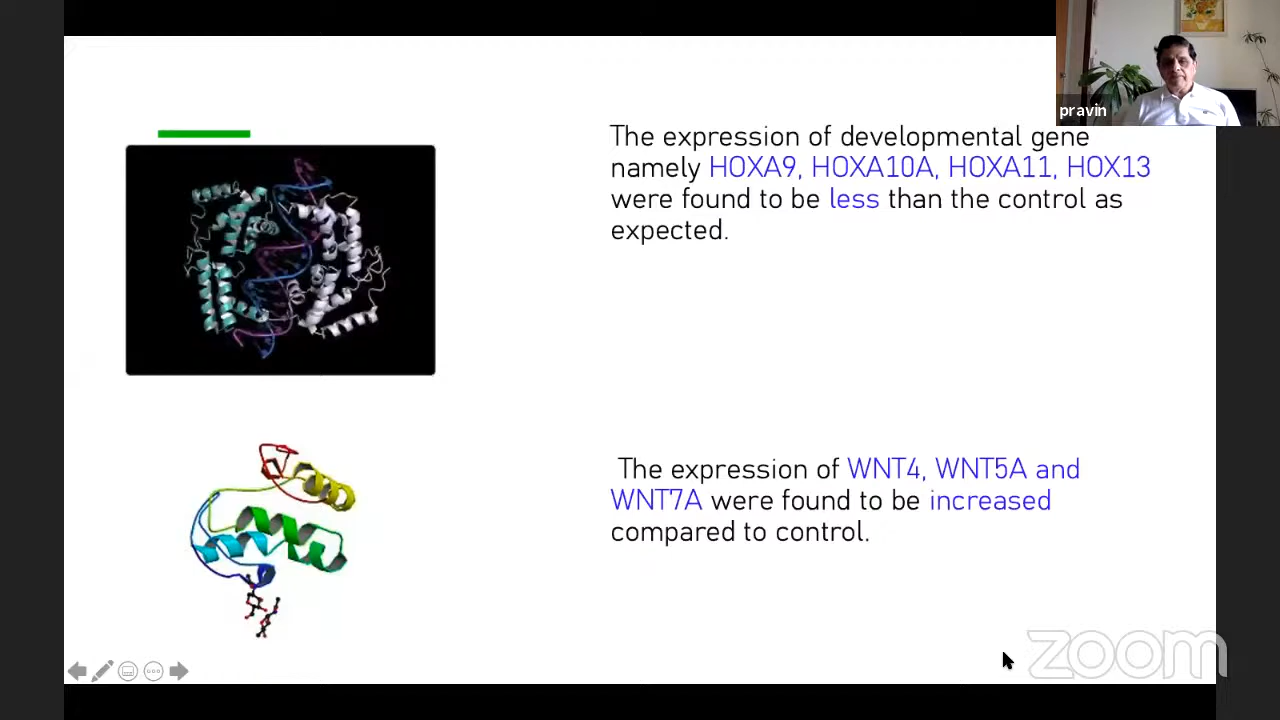 pravin
The expression of developmental gene
namely HOXA9, HOXA10A, HOXA11, HOX13
were found to be less than the control as
expected.
The expression of WNT4, WNT5A and
WNT7A were found to be increased
compared to control.
zoom